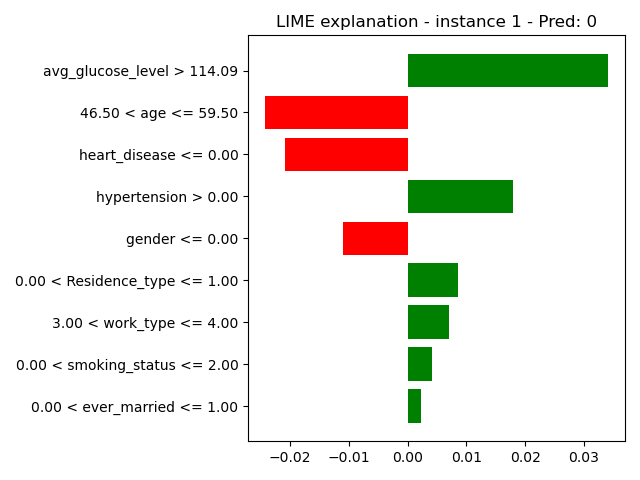 LIME explanation - instance 1 - Pred: 0
avg_glucose_level > 114.09
46.50 < age <= 59.50
heart_disease <= 0.00
hypertension > 0.00
gender <= 0.00
0.00 < Residence_type <= 1.00
3.00 < work_type <= 4.00
0.00 < smoking_status <= 2.00
0.00 < ever_married <= 1.00
−0.02 −0.01 0.00 0.01 0.02 0.03